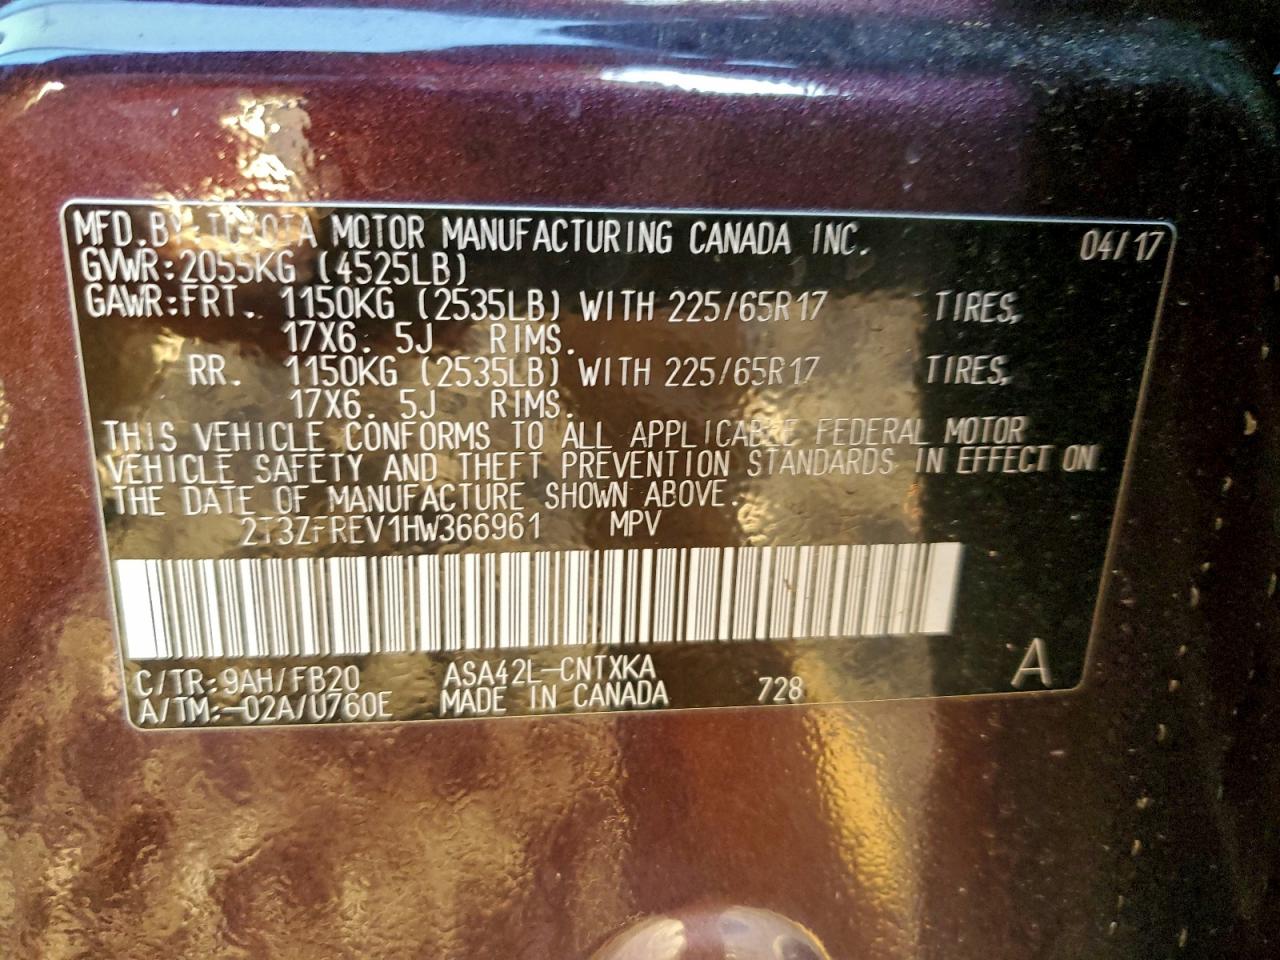 MFD.BY:TOYOTA MOTOR MANUFACTURING CANADA INC. 04/17
GVWR:2055KG (4525LB)
GAWR:FRT. 1150KG (2535LB) WITH 225/65R17 TIRES,
17X6. 5J RIMS.
RR. 1150KG (2535LB) WITH 225/65R17 TIRES,
17X6. 5J RIMS.
THIS VEHICLE CONFORMS TO ALL APPLICABLE FEDERAL MOTOR
VEHICLE SAFETY AND THEFT PREVENTION STANDARDS IN EFFECT ON
THE DATE OF MANUFACTURE SHOWN ABOVE.
2T3ZFREV1HW366961 MPV
C/TR:9AH/FB20 ASA42L-CNTXKA A
A/TM:-02A/U760E MADE IN CANADA 728